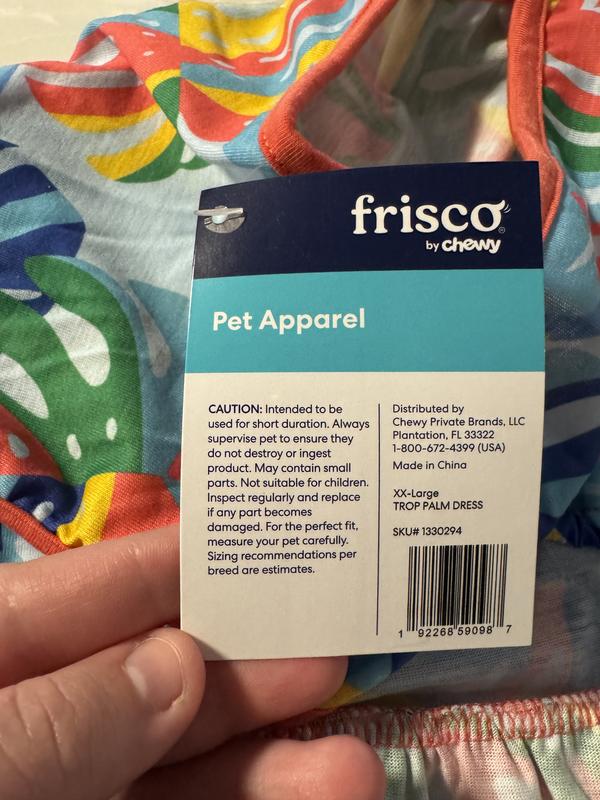 frisco®
by chewy
Pet Apparel
CAUTION: Intended to be
used for short duration. Always
supervise pet to ensure they
do not destroy or ingest
product. May contain small
parts. Not suitable for children.
Inspect regularly and replace
if any part becomes
damaged. For the perfect fit,
measure your pet carefully.
Sizing recommendations per
breed are estimates.
Distributed by
Chewy Private Brands, LLC
Plantation, FL 33322
1-800-672-4399 (USA)
Made in China
XX-Large
TROP PALM DRESS
SKU# 1330294
1 92268 59098 7